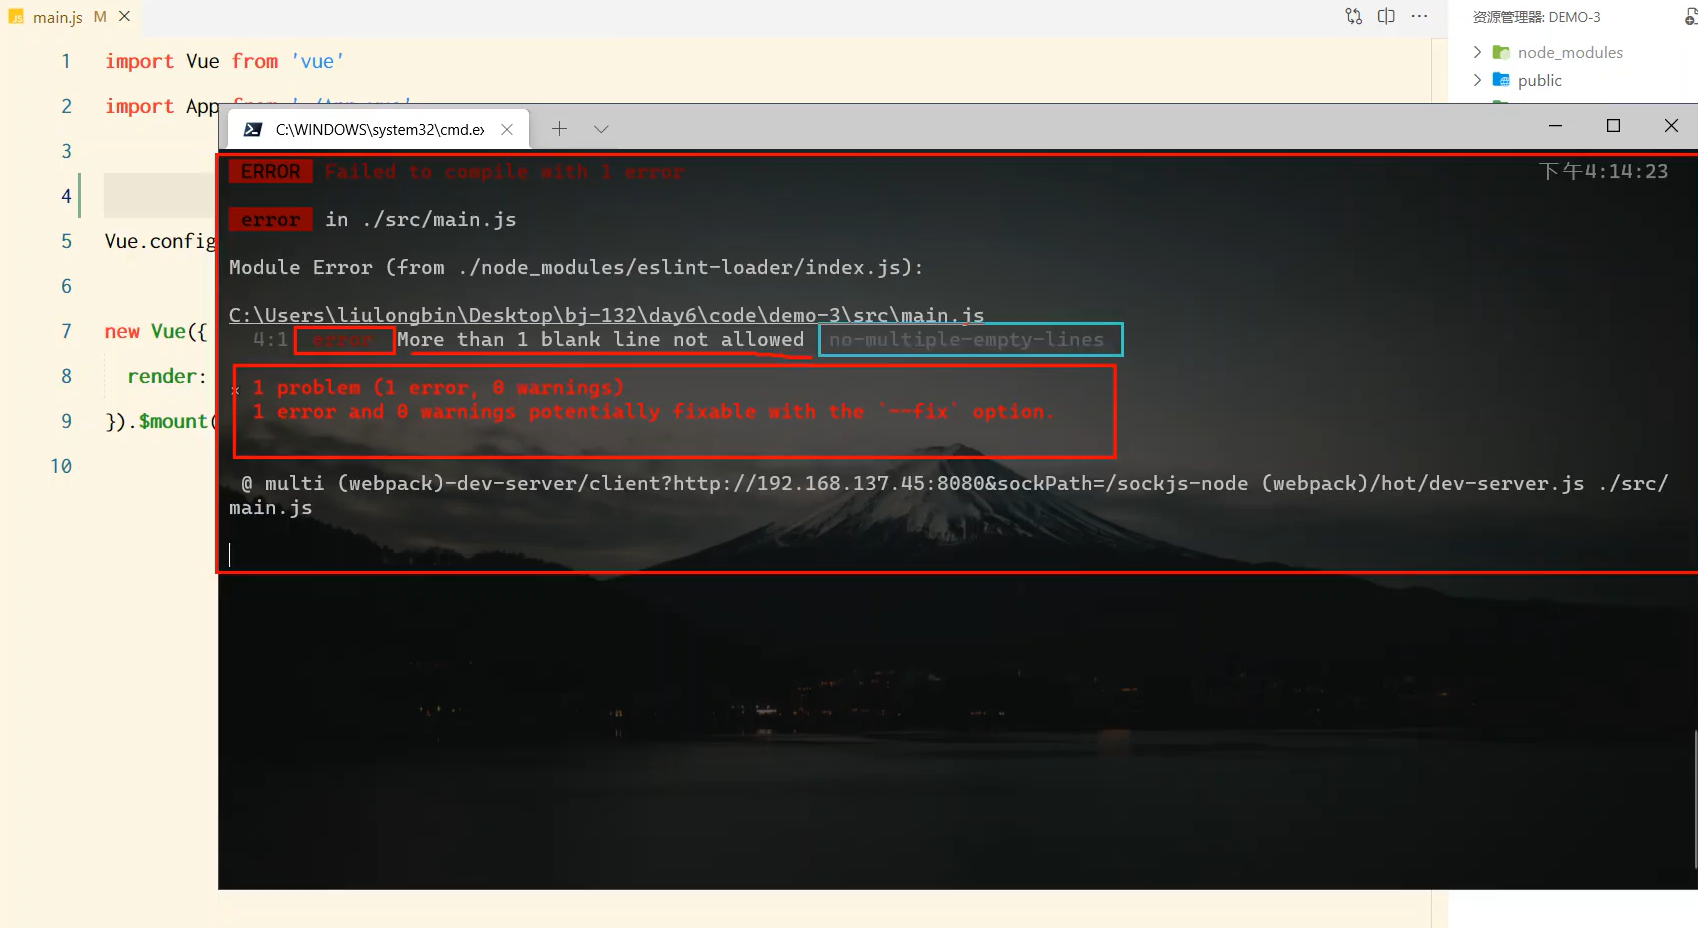 main.js M
资源管理器: DEMO-3
node_modules
public
1 import Vue from 'vue'
2 import App from './App.vue'
3
4
5 Vue.config
6
7 new Vue({
8 render:
9 }).$mount(
10
C:\WINDOWS\system32\cmd.ex
ERROR Failed to compile with 1 error 下午4:14:23
error in ./src/main.js
Module Error (from ./node_modules/eslint-loader/index.js):
C:\Users\liulongbin\Desktop\bj-132\day6\code\demo-3\src\main.js
4:1 error More than 1 blank line not allowed no-multiple-empty-lines
× 1 problem (1 error, 0 warnings)
1 error and 0 warnings potentially fixable with the `--fix` option.
@ multi (webpack)-dev-server/client?http://192.168.137.45:8080&sockPath=/sockjs-node (webpack)/hot/dev-server.js ./src/
main.js